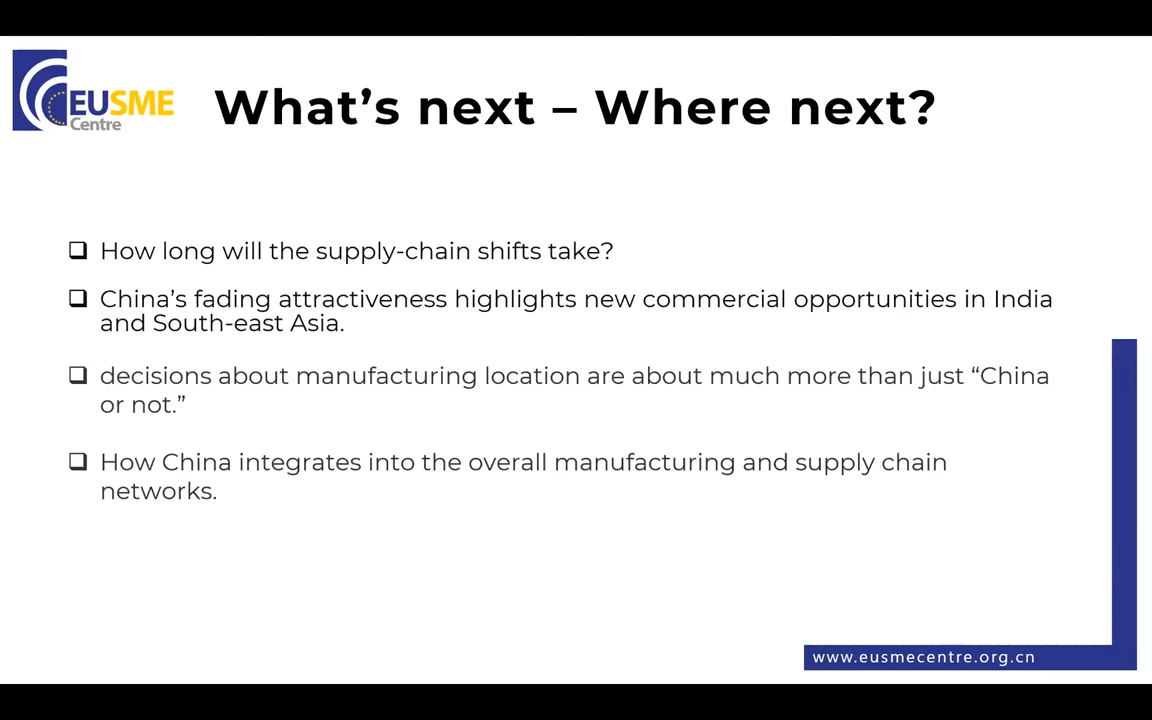 EUSME
Centre
What’s next – Where next?
❑ How long will the supply-chain shifts take?
❑ China’s fading attractiveness highlights new commercial opportunities in India
and South-east Asia.
❑ decisions about manufacturing location are about much more than just “China
or not.”
❑ How China integrates into the overall manufacturing and supply chain
networks.
www.eusmecentre.org.cn